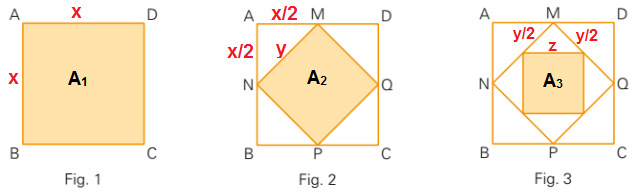 A x D
x A₁
B C
Fig. 1
A x/2 M D
x/2 y
A₂
N Q
B P C
Fig. 2
A M D
y/2 y/2
z
N A₃ Q
B P C
Fig. 3